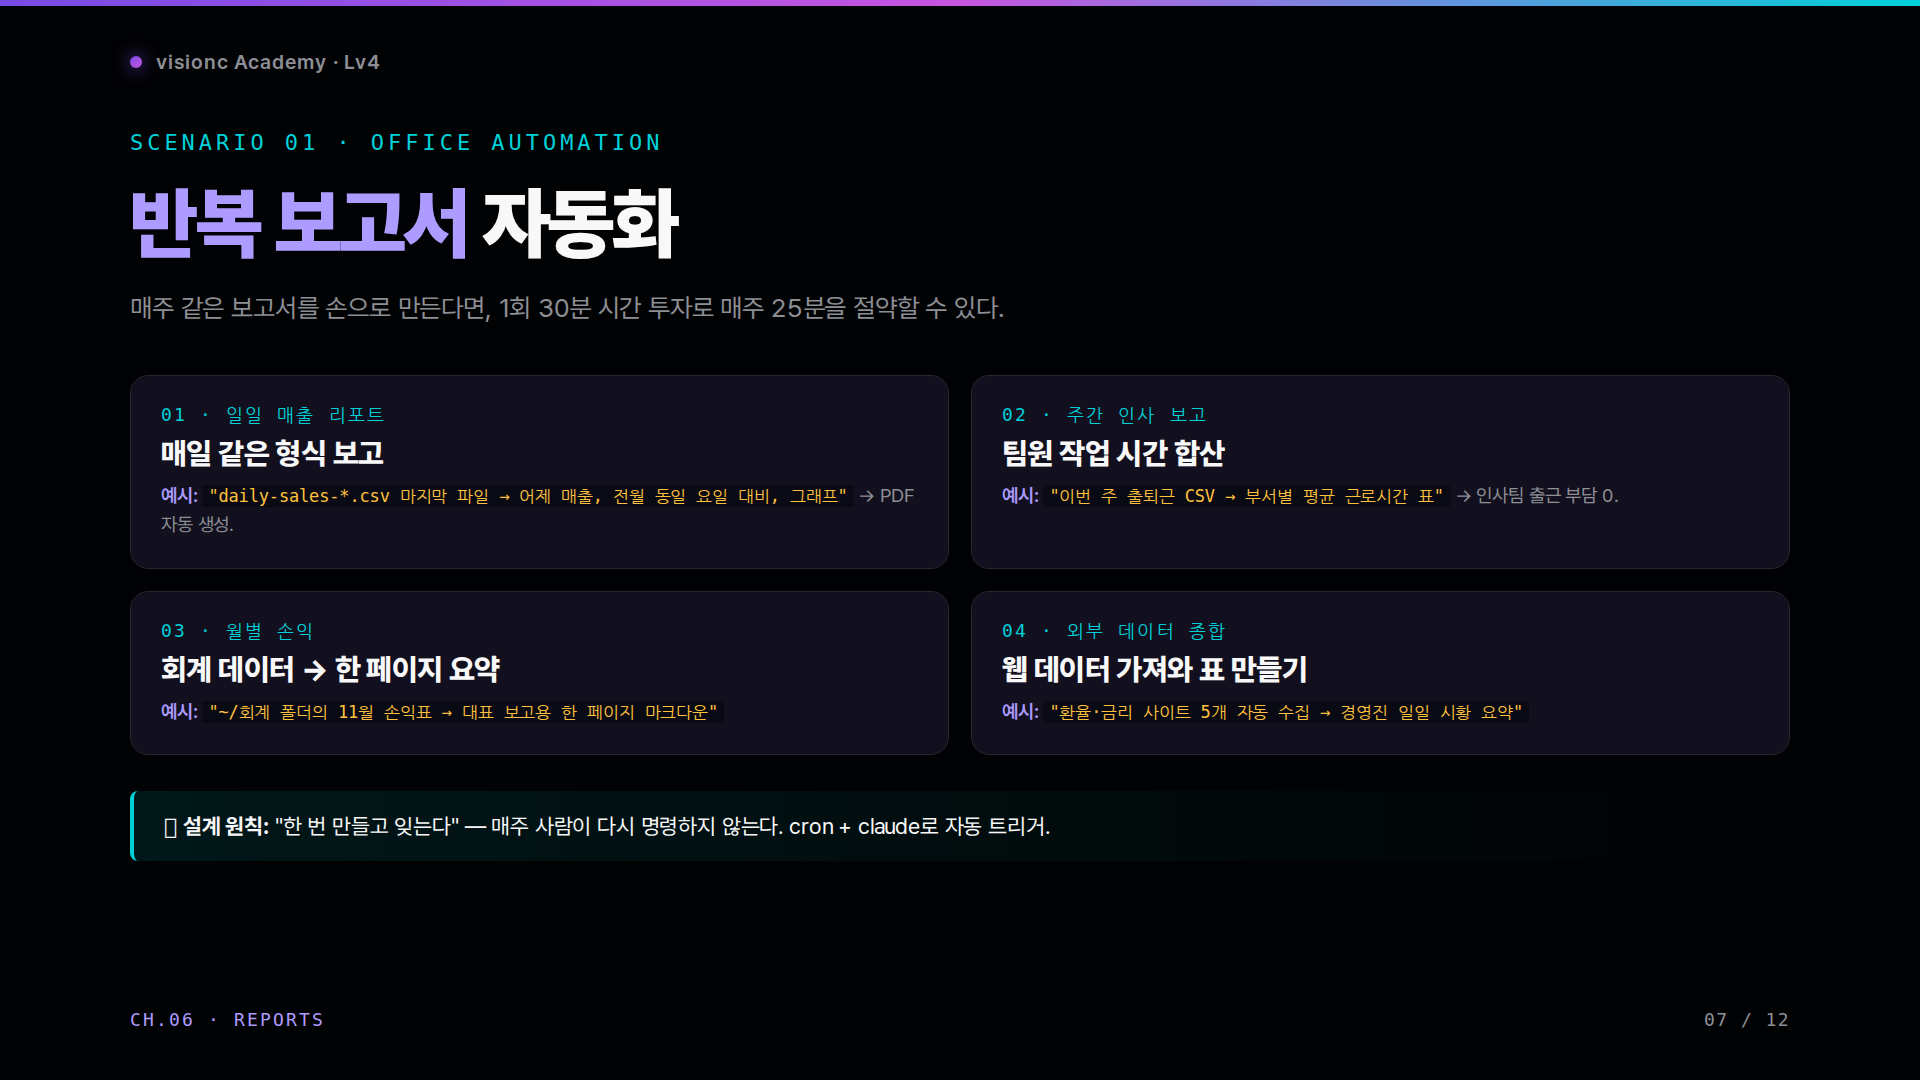 visionc Academy · Lv4
SCENARIO 01 · OFFICE AUTOMATION
반복 보고서 자동화
매주 같은 보고서를 손으로 만든다면, 1회 30분 시간 투자로 매주 25분을 절약할 수 있다.
01 · 일일 매출 리포트
매일 같은 형식 보고
예시: "daily-sales-*.csv 마지막 파일 → 어제 매출, 전월 동일 요일 대비, 그래프" → PDF
자동 생성.
02 · 주간 인사 보고
팀원 작업 시간 합산
예시: "이번 주 출퇴근 CSV → 부서별 평균 근로시간 표" → 인사팀 출근 부담 0.
03 · 월별 손익
회계 데이터 → 한 페이지 요약
예시: "~/회계 폴더의 11월 손익표 → 대표 보고용 한 페이지 마크다운"
04 · 외부 데이터 종합
웹 데이터 가져와 표 만들기
예시: "환율·금리 사이트 5개 자동 수집 → 경영진 일일 시황 요약"
설계 원칙: "한 번 만들고 잊는다" — 매주 사람이 다시 명령하지 않는다. cron + claude로 자동 트리거.
CH.06 · REPORTS
07 / 12